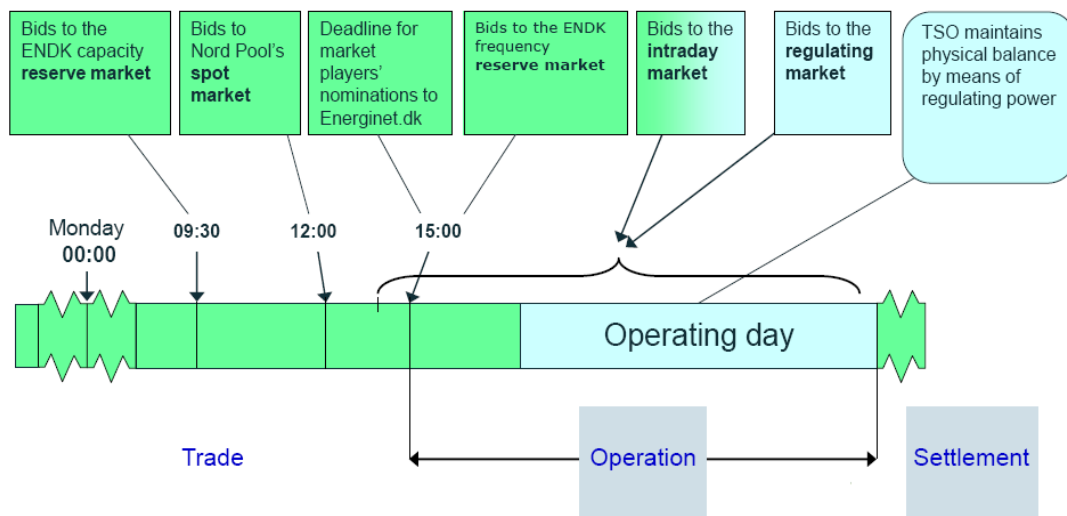 Bids to the
ENDK capacity
reserve market
Bids to
Nord Pool's
spot
market
Deadline for
market
players'
nominations to
Energinet.dk
Bids to the ENDK
frequency
reserve market
Bids to the
intraday
market
Bids to the
regulating
market
TSO maintains
physical balance
by means of
regulating power
Monday
00:00
09:30
12:00
15:00
Operating day
Trade
Operation
Settlement